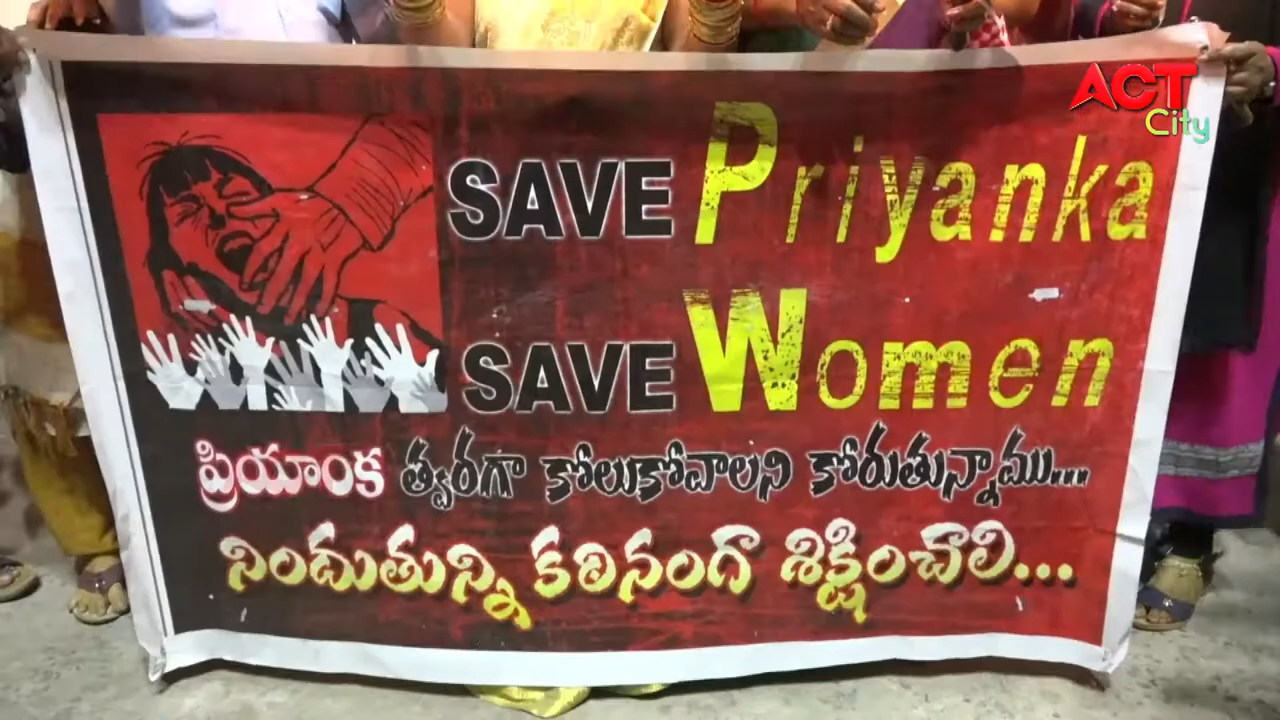 ACT
City
SAVE Priyanka
SAVE Women
ప్రియాంక త్వరగా కోలుకోవాలని కోరుతున్నాము...
నిందుతున్ని కఠినంగా శిక్షించాలి...